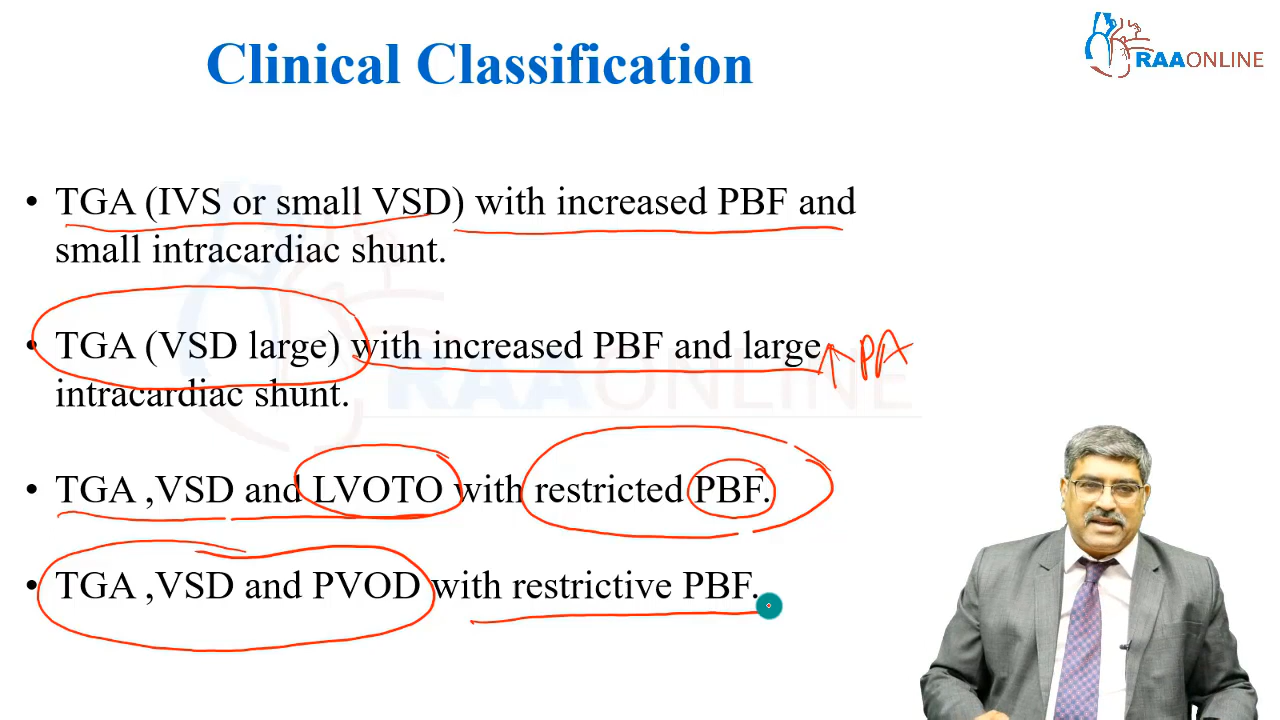 Clinical Classification
RAAONLINE
• TGA (IVS or small VSD) with increased PBF and
small intracardiac shunt.
• TGA (VSD large) with increased PBF and large
↑ PA
intracardiac shunt.
• TGA ,VSD and LVOTO with restricted PBF.
• TGA ,VSD and PVOD with restrictive PBF.
RAAONLINE